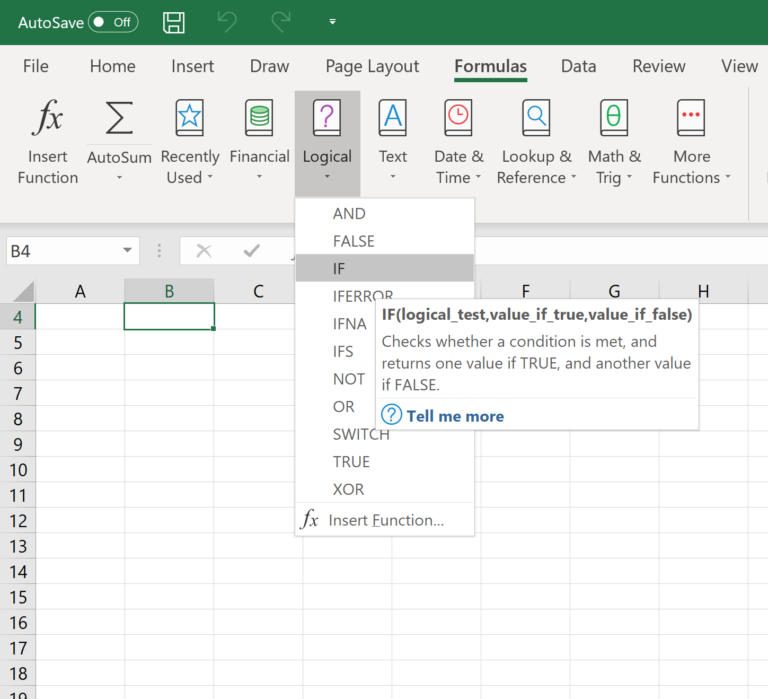 AutoSave Off
File Home Insert Draw Page Layout Formulas Data Review View
fx Σ ? A θ
Insert Function
AutoSum
Recently Used
Financial
Logical
Text
Date & Time
Lookup & Reference
Math & Trig
More Functions
B4
A B C F G H
AND
FALSE
IF
IFERROR
IFNA
IFS
NOT
OR
SWITCH
TRUE
XOR
fx Insert Function...
IF(logical_test,value_if_true,value_if_false)
Checks whether a condition is met, and
returns one value if TRUE, and another value
if FALSE.
? Tell me more
4
5
6
7
8
9
10
11
12
13
14
15
16
17
18
19